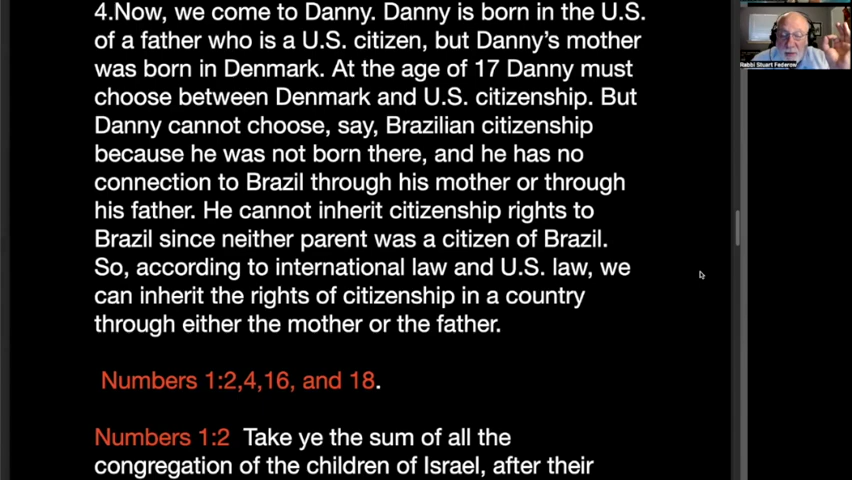 4.Now, we come to Danny. Danny is born in the U.S.
of a father who is a U.S. citizen, but Danny's mother
was born in Denmark. At the age of 17 Danny must
choose between Denmark and U.S. citizenship. But
Danny cannot choose, say, Brazilian citizenship
because he was not born there, and he has no
connection to Brazil through his mother or through
his father. He cannot inherit citizenship rights to
Brazil since neither parent was a citizen of Brazil.
So, according to international law and U.S. law, we
can inherit the rights of citizenship in a country
through either the mother or the father.
Numbers 1:2,4,16, and 18.
Numbers 1:2 Take ye the sum of all the
congregation of the children of Israel, after their
Rabbi Stuart Federow